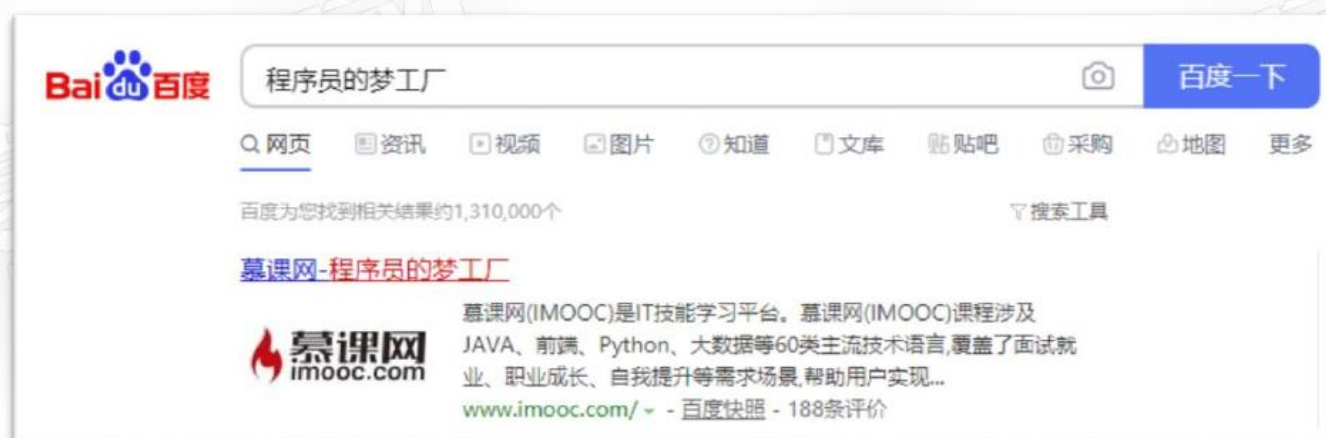 Bai du 百度 程序员的梦工厂 百度一下
网页 资讯 视频 图片 知道 文库 贴吧 采购 地图 更多
百度为您找到相关结果约1,310,000个 搜索工具
慕课网-程序员的梦工厂
慕课网(IMOOC)是IT技能学习平台。慕课网(IMOOC)课程涉及
慕课网 JAVA、前端、Python、大数据等60类主流技术语言,覆盖了面试就
imooc.com 业、职业成长、自我提升等需求场景,帮助用户实现...
www.imooc.com/ - 百度快照 - 188条评价